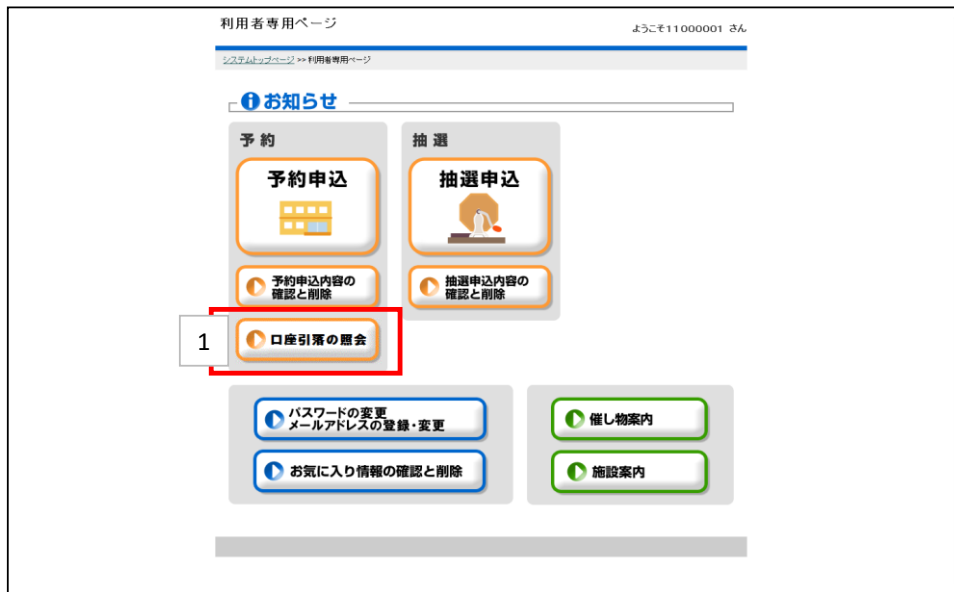 利用者専用ページ
ようこそ11000001 さん
システムトップページ >> 利用者専用ページ
お知らせ
予約
抽選
予約申込
抽選申込
予約申込内容の
確認と削除
抽選申込内容の
確認と削除
1
口座引落の照会
パスワードの変更
メールアドレスの登録・変更
催し物案内
お気に入り情報の確認と削除
施設案内